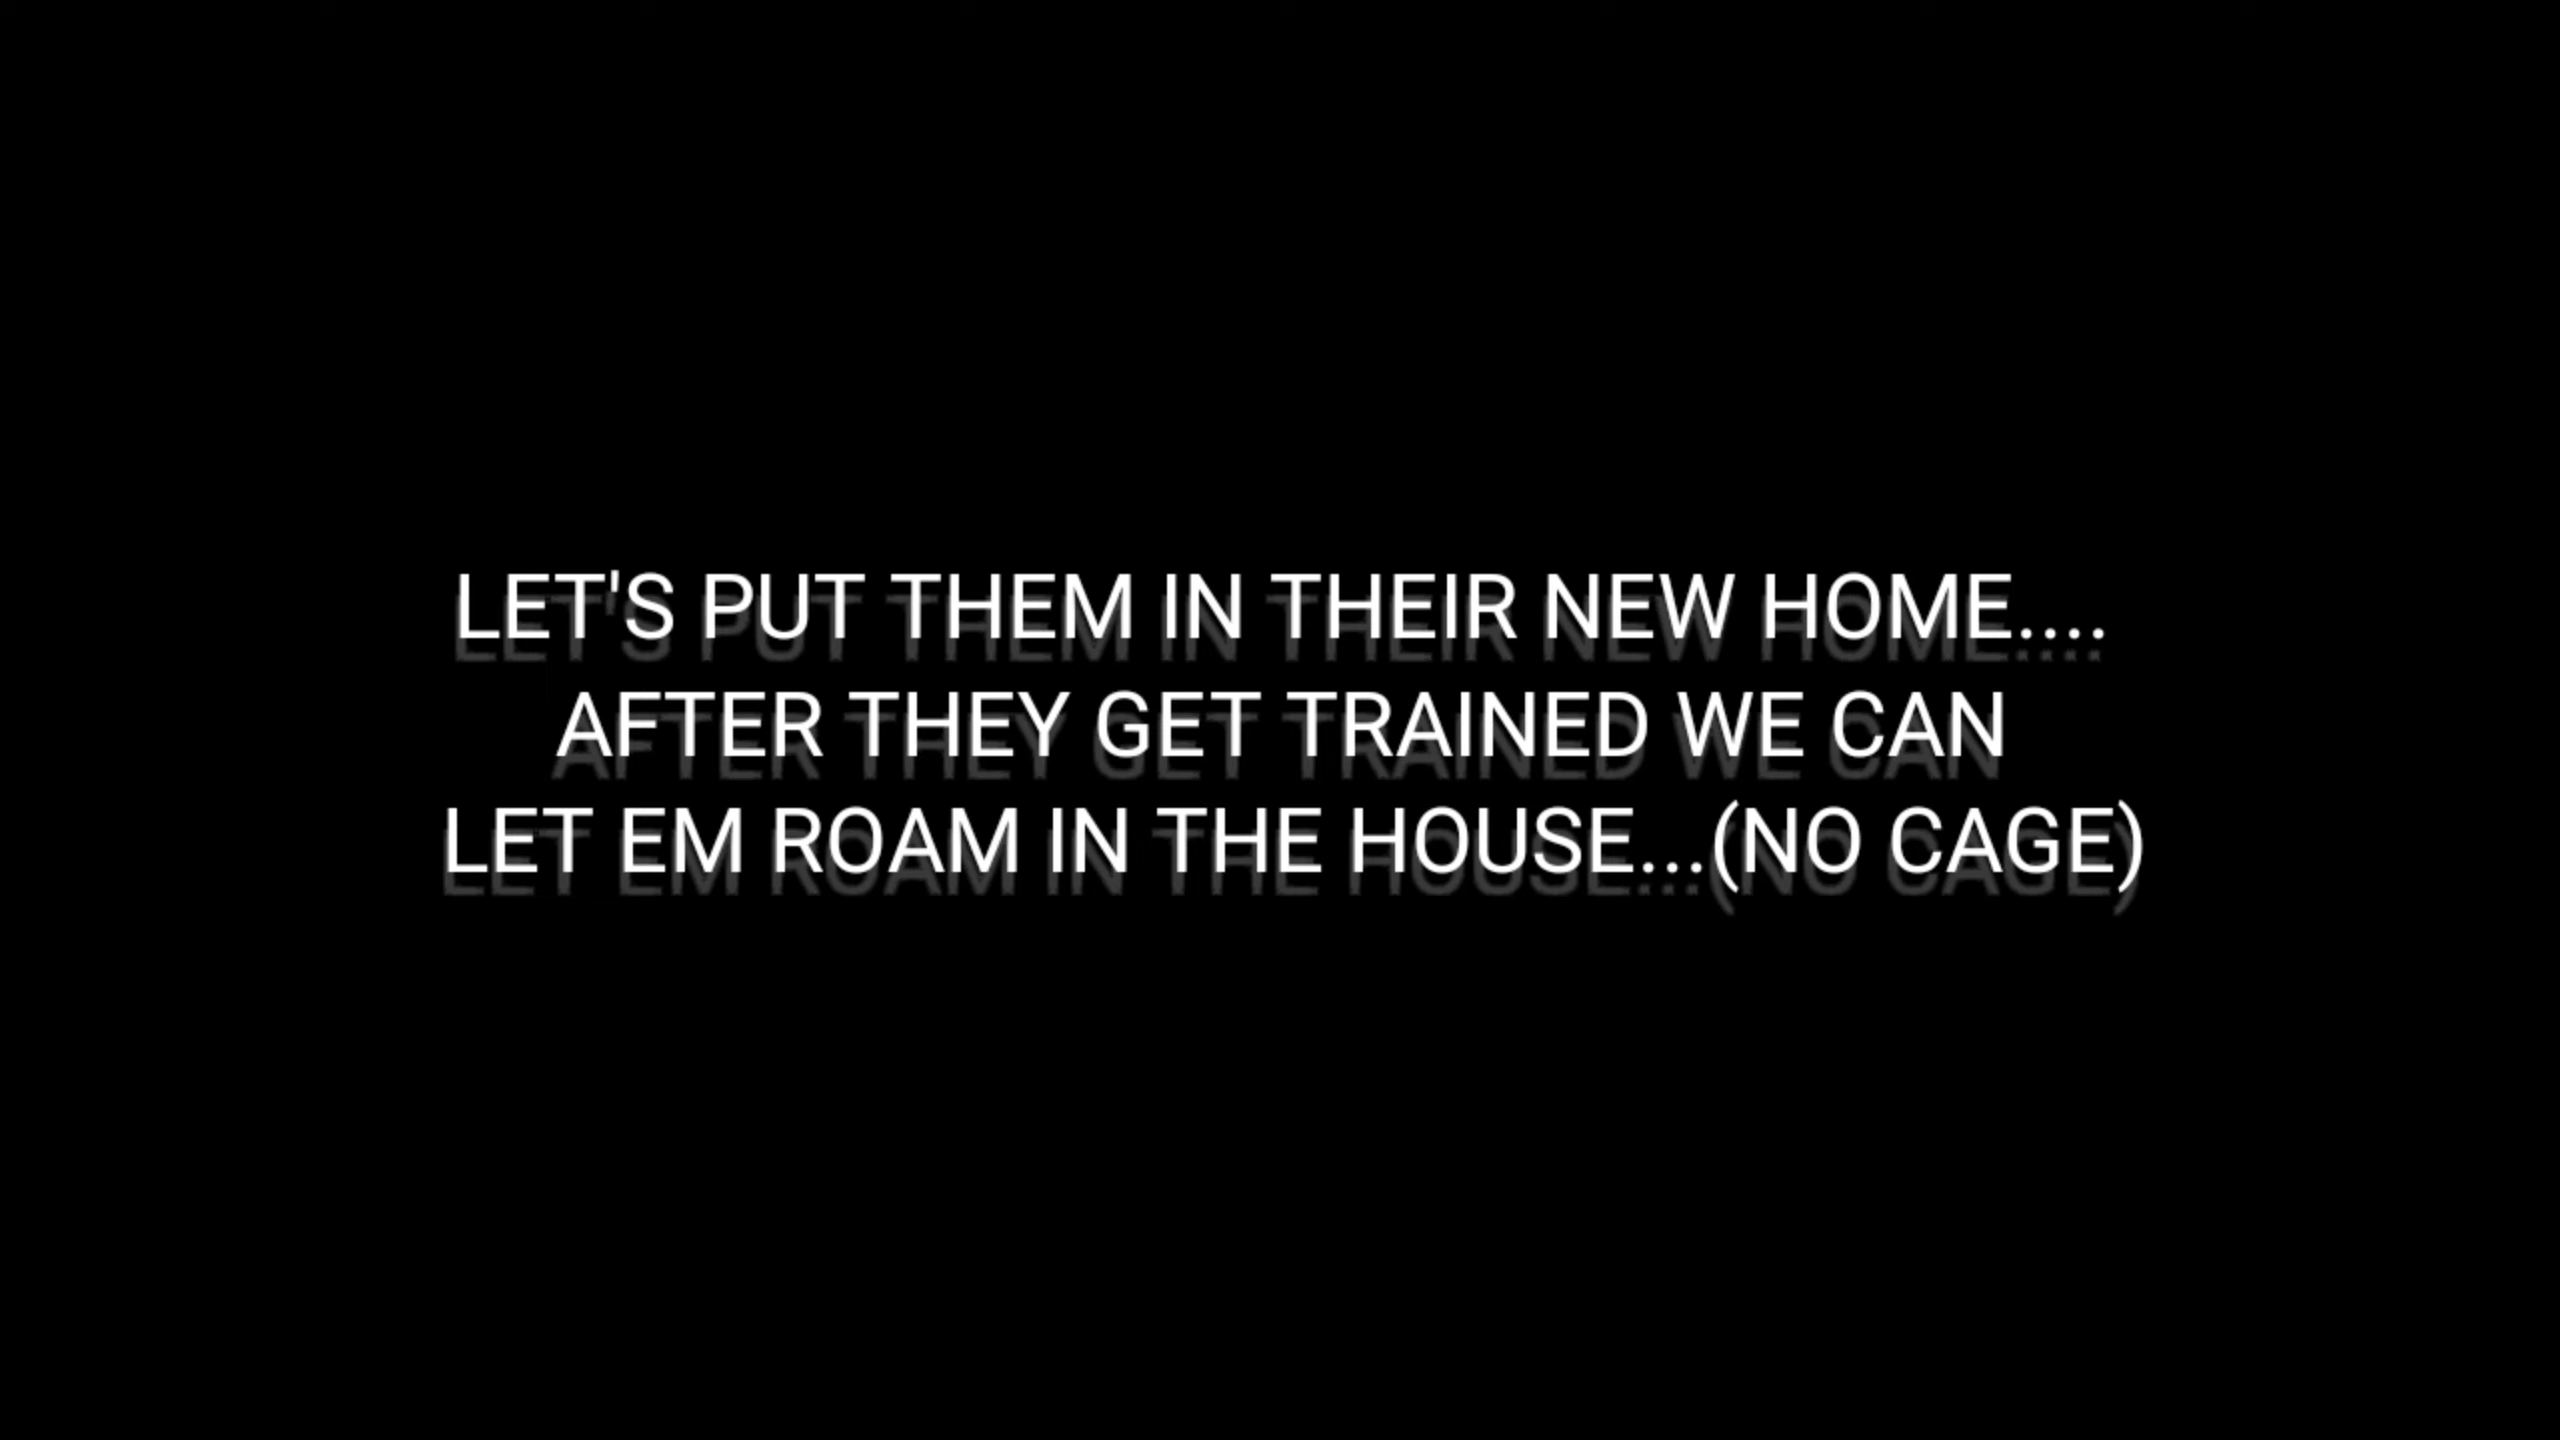 LET'S PUT THEM IN THEIR NEW HOME....
AFTER THEY GET TRAINED WE CAN
LET EM ROAM IN THE HOUSE...(NO CAGE)